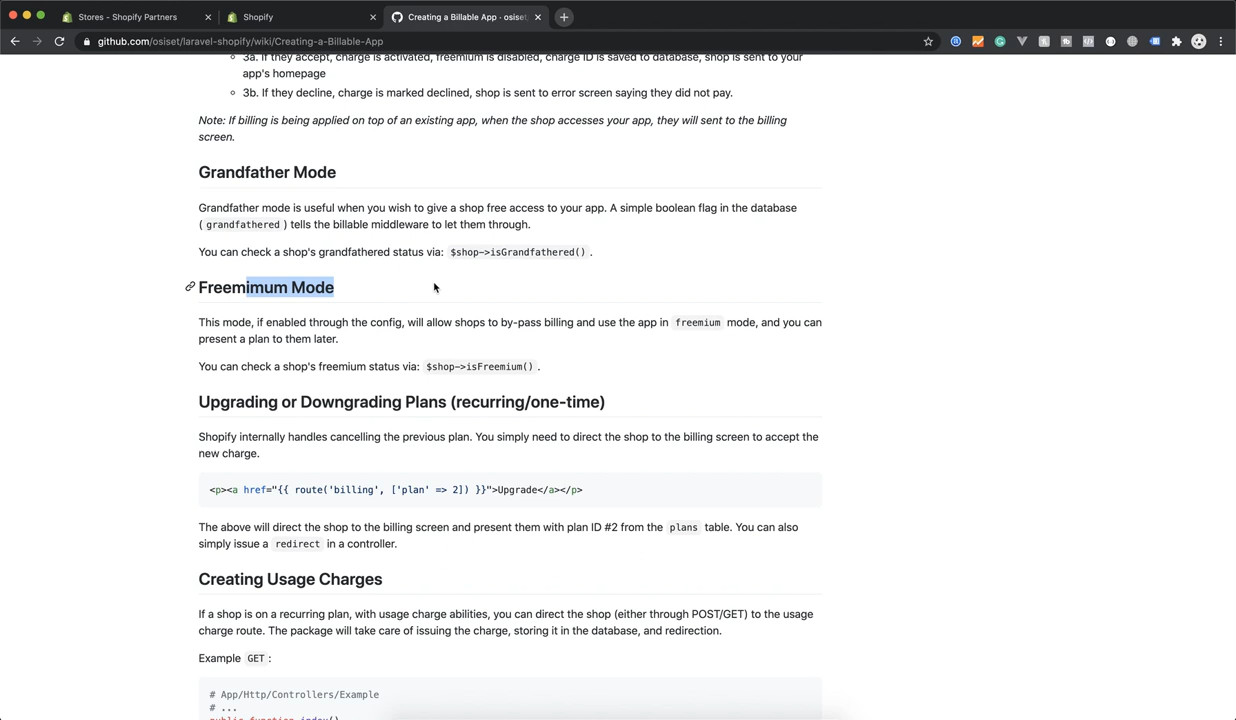 Stores - Shopify Partners
Shopify
Creating a Billable App · osiset
github.com/osiset/laravel-shopify/wiki/Creating-a-Billable-App
3a. If they accept, charge is activated, freemium is disabled, charge ID is saved to database, shop is sent to your
app's homepage
3b. If they decline, charge is marked declined, shop is sent to error screen saying they did not pay.
Note: If billing is being applied on top of an existing app, when the shop accesses your app, they will sent to the billing
screen.
Grandfather Mode
Grandfather mode is useful when you wish to give a shop free access to your app. A simple boolean flag in the database
( grandfathered ) tells the billable middleware to let them through.
You can check a shop's grandfathered status via: $shop->isGrandfathered() .
Freemimum Mode
This mode, if enabled through the config, will allow shops to by-pass billing and use the app in freemium mode, and you can
present a plan to them later.
You can check a shop's freemium status via: $shop->isFreemium() .
Upgrading or Downgrading Plans (recurring/one-time)
Shopify internally handles cancelling the previous plan. You simply need to direct the shop to the billing screen to accept the
new charge.
<p><a href="{{ route('billing', ['plan' => 2]) }}">Upgrade</a></p>
The above will direct the shop to the billing screen and present them with plan ID #2 from the plans table. You can also
simply issue a redirect in a controller.
Creating Usage Charges
If a shop is on a recurring plan, with usage charge abilities, you can direct the shop (either through POST/GET) to the usage
charge route. The package will take care of issuing the charge, storing it in the database, and redirection.
Example GET :
# App/Http/Controllers/Example
# ...
public function index()